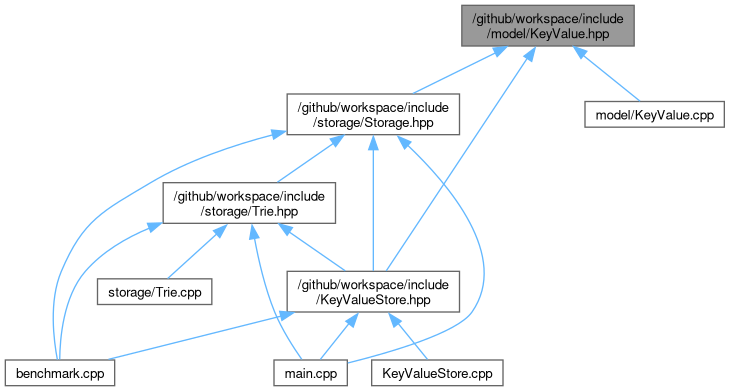 /github/workspace/include
/model/KeyValue.hpp
/github/workspace/include
/storage/Storage.hpp
model/KeyValue.cpp
/github/workspace/include
/storage/Trie.hpp
storage/Trie.cpp
/github/workspace/include
/KeyValueStore.hpp
benchmark.cpp
main.cpp
KeyValueStore.cpp